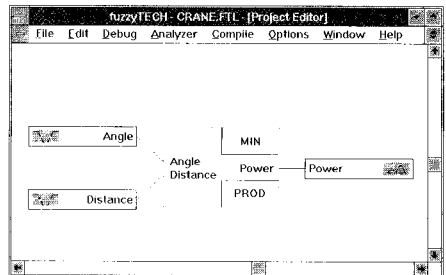 fuzzyTECH - CRANE.FTL - [Project Editor]
File Edit Debug Analyzer Compile Options Window Help
Angle
MIN
Angle
Distance
Power
Power
Distance
PROD